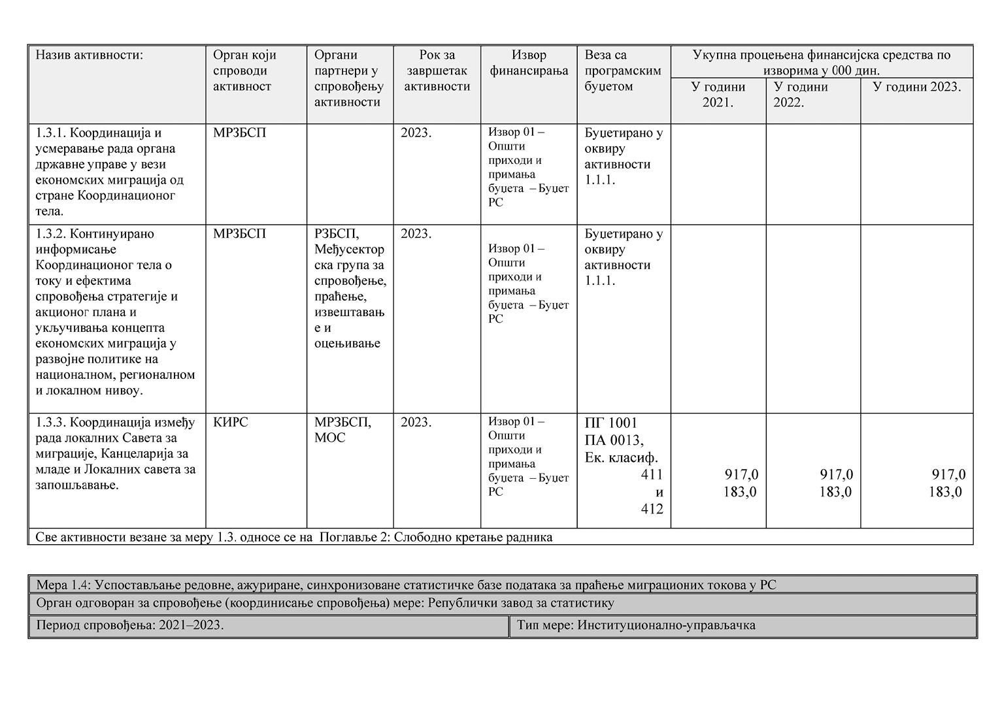 Назив активности:
Орган који
спроводи
активност
Органи
партнери у
спровођењу
активности
Рок за
завршетак
активности
Извор
финансирања
Веза са
програмским
буџетом
Укупна процењена финансијска средства по
изворима у 000 дин.
У години
2021.
У години
2022.
У години 2023.
1.3.1. Координација и
усмеравање рада органа
државне управе у вези
економских миграција од
стране Координационог
тела.
МРЗБСП
2023.
Извор 01 –
Општи
приходи и
примања
буџета – Буџет
РС
Буџетирано у
оквиру
активности
1.1.1.
1.3.2. Континуирано
информисање
Координационог тела о
току и ефектима
спровођења стратегије и
акционог плана и
укључивања концепта
економских миграција у
развојне политике на
националном, регионалном
и локалном нивоу.
МРЗБСП
РЗБСП,
Међусектор
ска група за
спровођење,
праћење,
извештавањ
е и
оцењивање
2023.
Извор 01 –
Општи
приходи и
примања
буџета – Буџет
РС
Буџетирано у
оквиру
активности
1.1.1.
1.3.3. Координација између
рада локалних Савета за
миграције, Канцеларија за
младе и Локалних савета за
запошљавање.
КИРС
МРЗБСП,
МОС
2023.
Извор 01 –
Општи
приходи и
примања
буџета – Буџет
РС
ПГ 1001
ПА 0013,
Ек. класиф.
411
и
412
917,0
183,0
917,0
183,0
917,0
183,0
Све активности везане за меру 1.3. односе се на Поглавље 2: Слободно кретање радника
Мера 1.4: Успостављање редовне, ажуриране, синхронизоване статистичке базе података за праћење миграционих токова у РС
Орган одговоран за спровођење (координисање спровођења) мере: Републички завод за статистику
Период спровођења: 2021–2023.
Тип мере: Институционално-управљачка